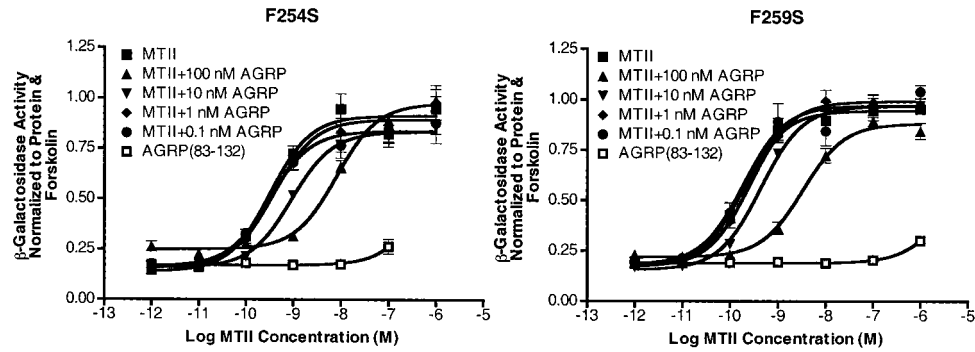 F254S
β-Galactosidase Activity
Normalized to Protein &
Forskolin
1.25
1.00
0.75
0.50
0.25
0.00
MTII
MTII+100 nM AGRP
MTII+10 nM AGRP
MTII+1 nM AGRP
MTII+0.1 nM AGRP
AGRP(83-132)
-13 -12 -11 -10 -9 -8 -7 -6 -5
Log MTII Concentration (M)
F259S
β-Galactosidase Activity
Normalized to Protein &
Forskolin
1.25
1.00
0.75
0.50
0.25
0.00
MTII
MTII+100 nM AGRP
MTII+10 nM AGRP
MTII+1 nM AGRP
MTII+0.1 nM AGRP
AGRP(83-132)
-13 -12 -11 -10 -9 -8 -7 -6 -5
Log MTII Concentration (M)